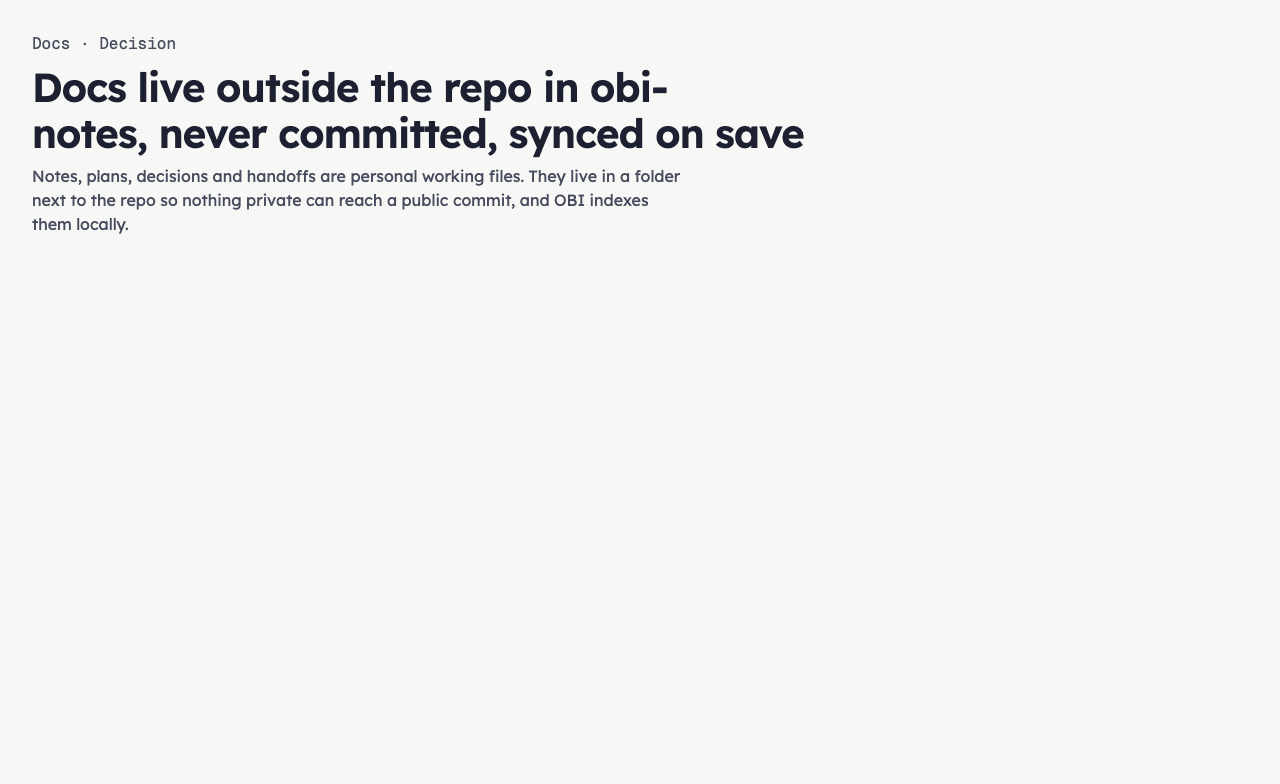 Docs · Decision
Docs live outside the repo in obi-
notes, never committed, synced on save
Notes, plans, decisions and handoffs are personal working files. They live in a folder
next to the repo so nothing private can reach a public commit, and OBI indexes
them locally.